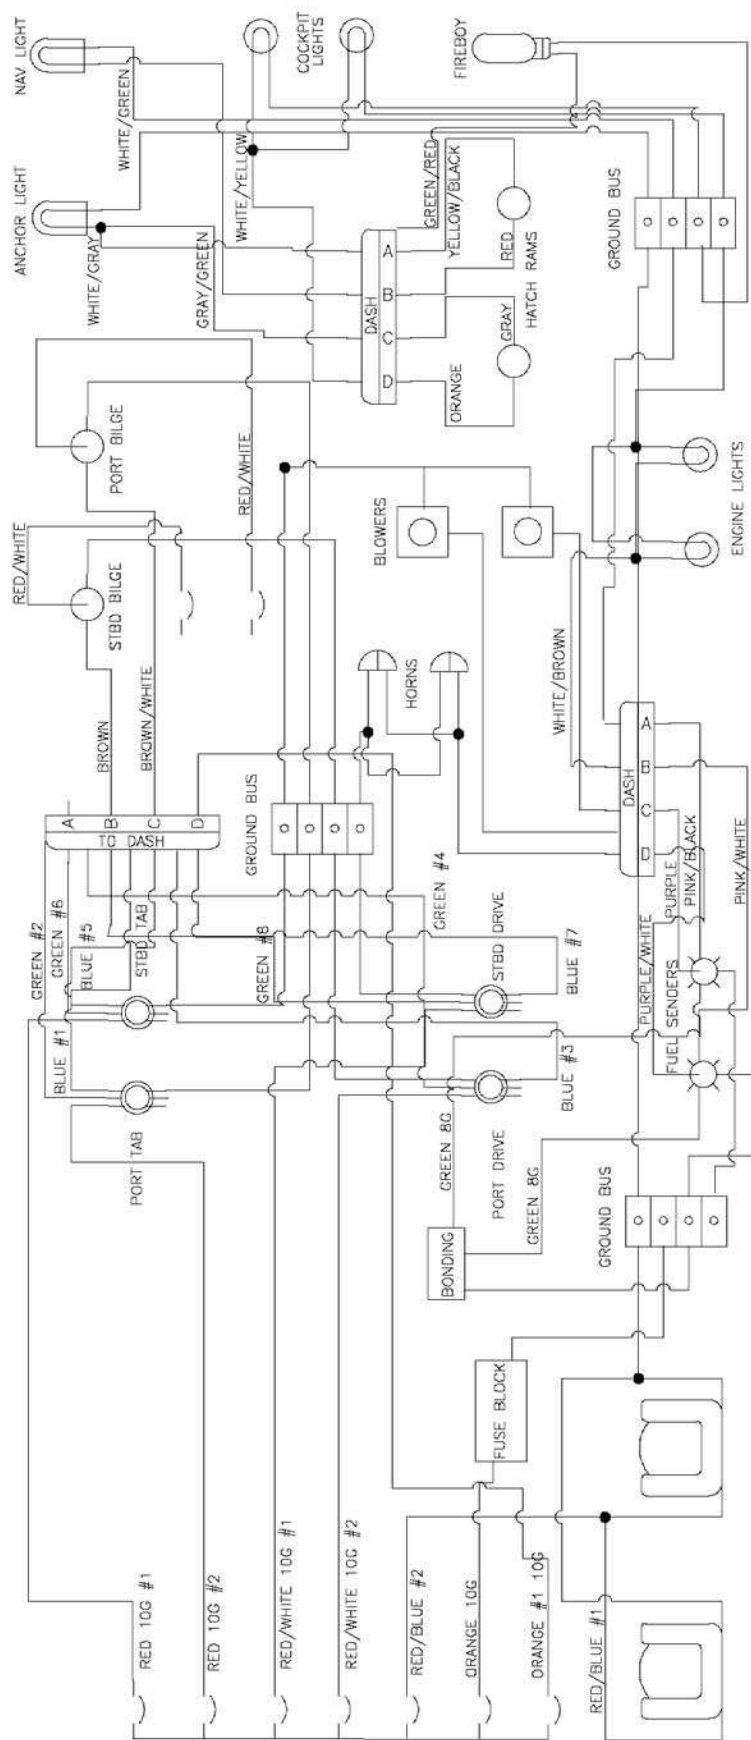 NAV LIGHT
COCKPIT
LIGHTS
FIREBOY
WHITE/GREEN
WHITE/YELLOW
GREEN/RED
YELLOW/BLACK
ANCHOR LIGHT
WHITE/GRAY
GRAY/GREEN
DASH
A
B
C
D
RED
GRAY
ORANGE
HATCH RAMS
GROUND BUS
PORT BILGE
RED/WHITE
RED/WHITE
STBD BILGE
BLOWERS
ENGINE LIGHTS
BROWN
BROWN/WHITE
HORNS
WHITE/BROWN
A
B
C
D
TO DASH
GROUND BUS
DASH
A
B
C
D
GREEN #2
GREEN #6
BLUE #5
STBD TAB
GREEN #8
GREEN #4
STBD DRIVE
BLUE #7
PURPLE
PINK/BLACK
PINK/WHITE
PURPLE/WHITE
FUEL SENDERS
BLUE #1
PORT TAB
BLUE #3
PORT DRIVE
GREEN 8G
GREEN 8G
BONDING
GROUND BUS
FUSE BLOCK
RED 10G #1
RED 10G #2
RED/WHITE 10G #1
RED/WHITE 10G #2
RED/BLUE #2
ORANGE 10G
ORANGE #1 10G
RED/BLUE #1